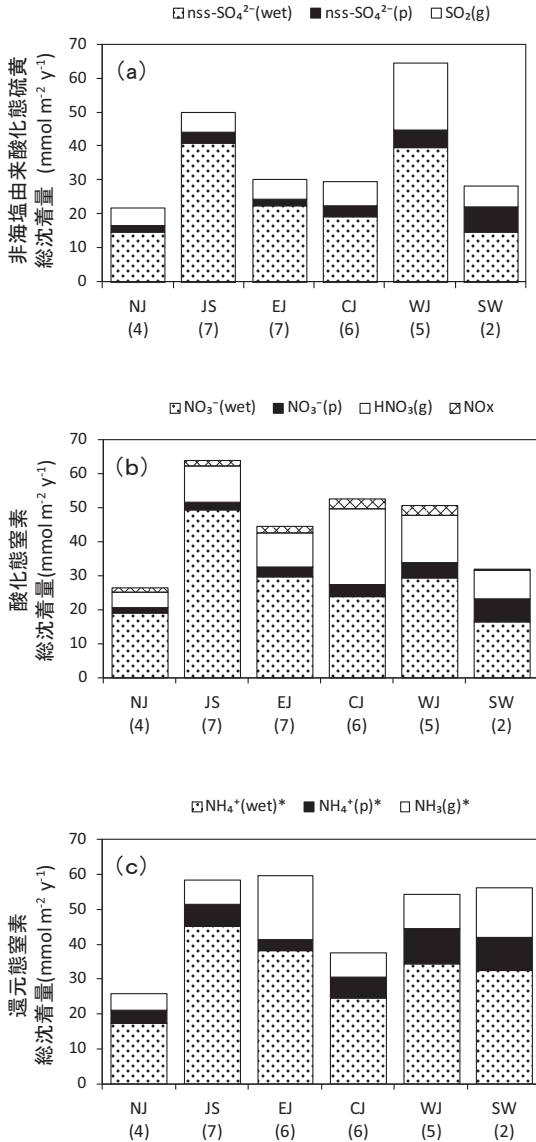 nss-SO₄²⁻(wet) nss-SO₄²⁻(p) SO₂(g)
(a)
非海塩由来酸化態硫黄
総沈着量 (mmol m⁻² y⁻¹)
70
60
50
40
30
20
10
0
NJ JS EJ CJ WJ SW
(4) (7) (7) (6) (5) (2)
NO₃⁻(wet) NO₃⁻(p) HNO₃(g) NOx
(b)
酸化態窒素
総沈着量(mmol m⁻² y⁻¹)
70
60
50
40
30
20
10
0
NJ JS EJ CJ WJ SW
(4) (7) (7) (6) (5) (2)
NH₄⁺(wet)* NH₄⁺(p)* NH₃(g)*
(c)
還元態窒素
総沈着量(mmol m⁻² y⁻¹)
70
60
50
40
30
20
10
0
NJ JS EJ CJ WJ SW
(4) (7) (6) (6) (5) (2)